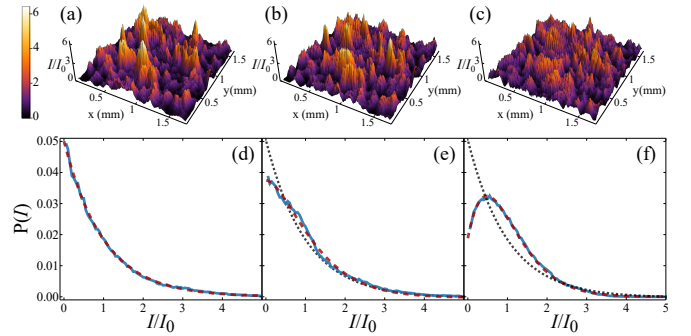 (a) (b) (c)
6
4
2
0
I/I0 6 3 0
0.5 1 1.5
x (mm)
0.5 1 1.5
y(mm)
I/I0 6 3 0
0.5 1 1.5
x (mm)
0.5 1 1.5
y(mm)
I/I0 6 3 0
0.5 1 1.5
x (mm)
0.5 1 1.5
y(mm)
(d) (e) (f)
P(I)
0.05
0.04
0.03
0.02
0.01
0.00
0 1 2 3 4 0 1 2 3 4 0 1 2 3 4 5
I/I0 I/I0 I/I0